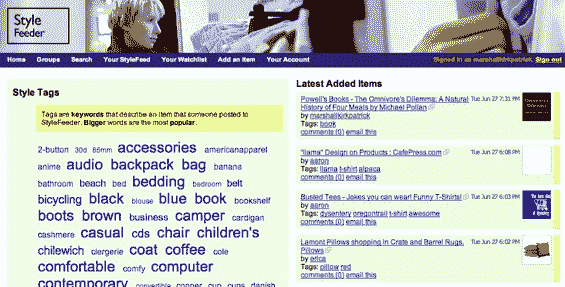 Style
Feeder
Home Groups Search Your StyleFeed Your Watchlist Add an Item Your Account Signed in as marshallkirkpatrick. Sign out
Style Tags
Tags are keywords that describe an item that someone posted to
StyleFeeder. Bigger words are the most popular.
2-button 30d 86mm accessories americanapparel
anime audio backpack bag banana
bathroom beach bed bedding bedroom belt
bicycling black blouse blue book bookshelf
boots brown business camper cardigan
cashmere casual cds chair children's
chilewich clergerie coat coffee cole
comfortable comfy computer
contemporary convertible copper cup cups danish
Latest Added Items
Powell's Books - The Omnivore's Dilemma: A Natural History of Four Meals by Michael Pollan
Tue Jun 27 7:31 PM
by marshallkirkpatrick
Tags: book
comments (0) email this
"llama" Design on Products : CafePress.com
Tue Jun 27 6:08 PM
by aaron
Tags: llama t-shirt alpaca
comments (0) email this
Busted Tees - Jokes you can wear! Funny T-Shirts!
Tue Jun 27 6:03 PM
by aaron
Tags: dysentery oregontrail t-shirt awesome
comments (0) email this
Lamont Pillows shopping in Crate and Barrel Rugs, Pillows
Tue Jun 27 6:02 PM
by erica
Tags: pillow red
comments (0) email this